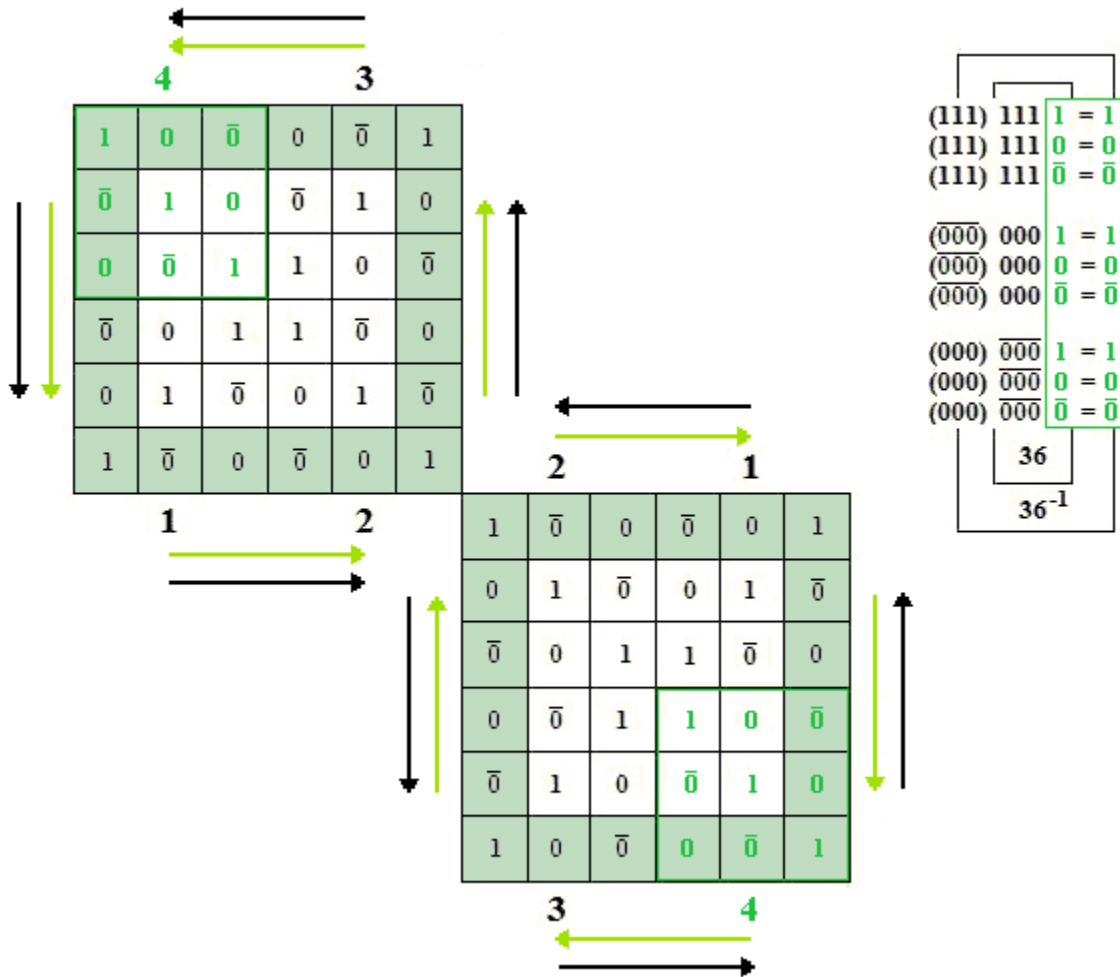 4 3
1 0 0̅ 0 0̅ 1
0̅ 1 0 0̅ 1 0
0 0̅ 1 1 0 0̅
0̅ 0 1 1 0̅ 0
0 1 0̅ 0 1 0̅
1 0̅ 0 0̅ 0 1
1 2
2 1
1 0̅ 0 0̅ 0 1
0 1 0̅ 0 1 0̅
0̅ 0 1 1 0̅ 0
0 0̅ 1 1 0 0̅
0̅ 1 0 0̅ 1 0
1 0 0̅ 0 0̅ 1
3 4
(111) 111 1 = 1
(111) 111 0 = 0
(111) 111 0̅ = 0̅
(0̅0̅0̅) 000 1 = 1
(0̅0̅0̅) 000 0 = 0
(0̅0̅0̅) 000 0̅ = 0̅
(000) 0̅0̅0̅ 1 = 1
(000) 0̅0̅0̅ 0 = 0
(000) 0̅0̅0̅ 0̅ = 0̅
36
36⁻¹